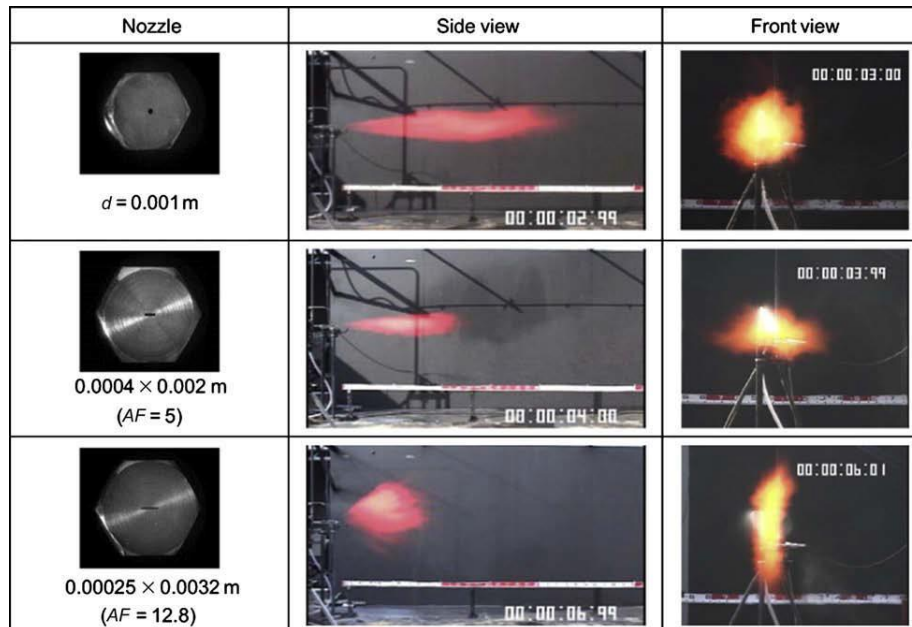 Nozzle
Side view
Front view
d = 0.001 m
00:00:02:99
00:00:03:00
0.0004 × 0.002 m
(AF = 5)
00:00:04:00
00:00:03:99
0.00025 × 0.0032 m
(AF = 12.8)
00:00:06:99
00:00:06:01